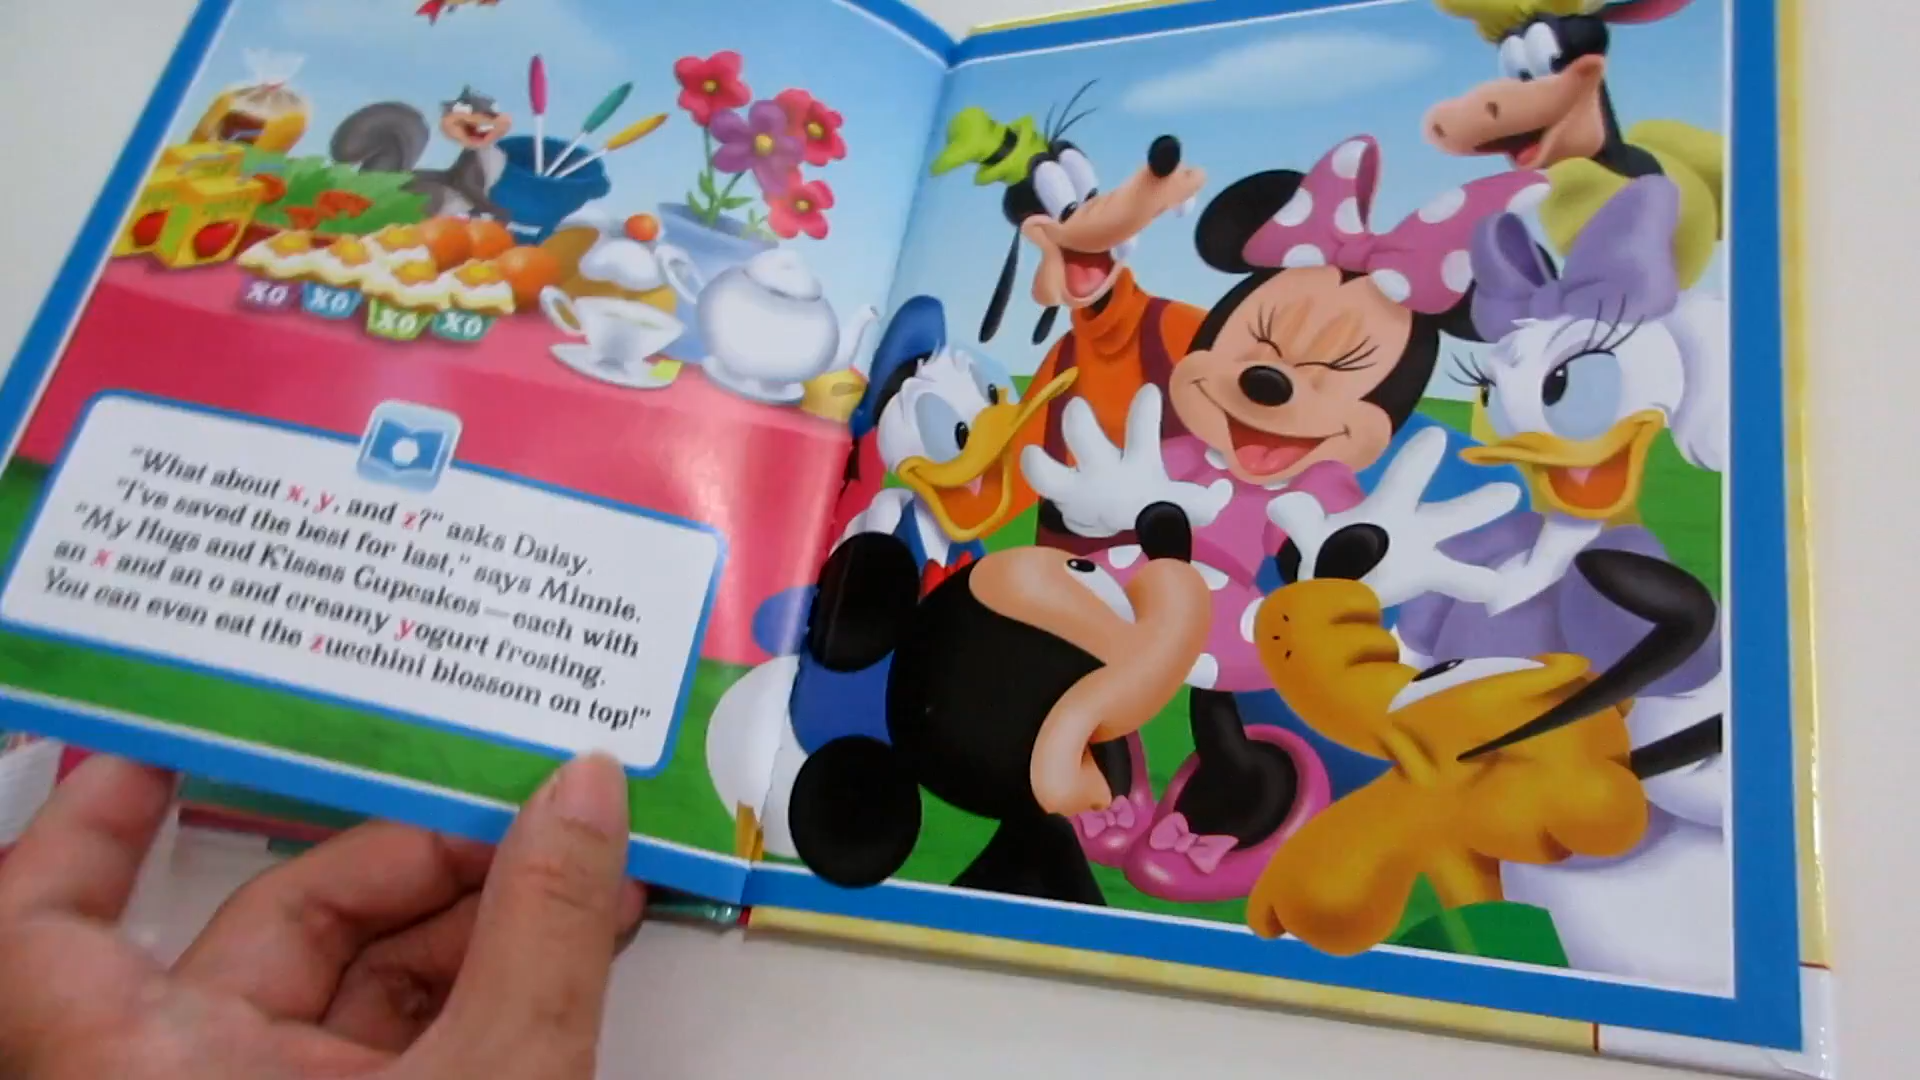 XO XO XO XO
"What about x, y, and z?" asks Daisy.
"I've saved the best for last," says Minnie.
"My Hugs and Kisses Cupcakes—each with
an x and an o and creamy yogurt frosting.
You can even eat the zucchini blossom on top!"